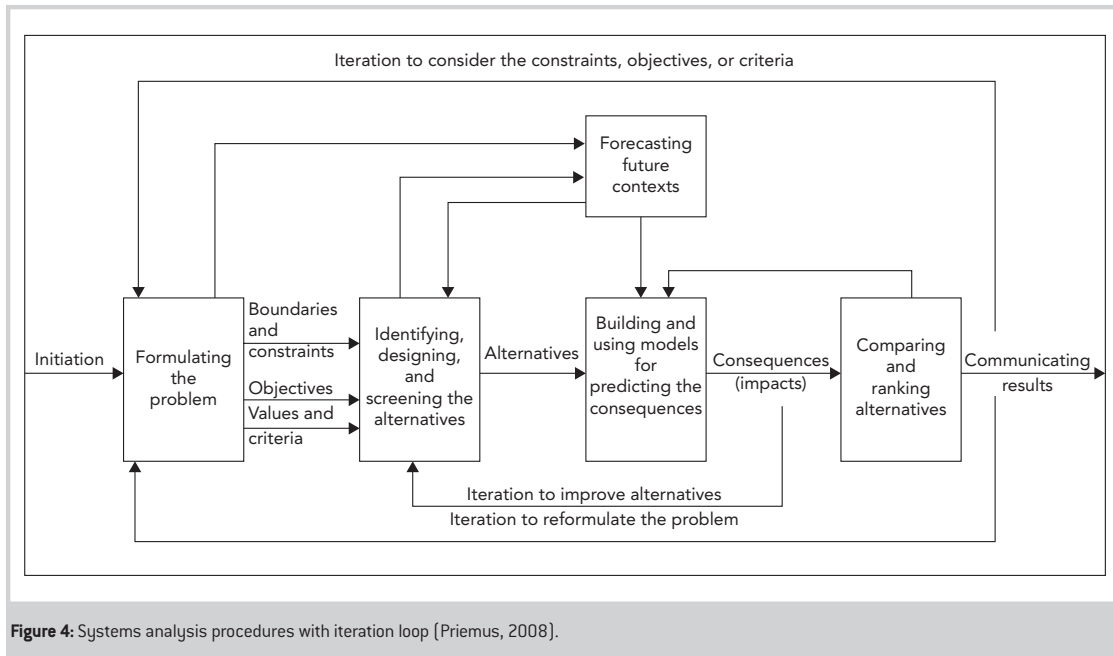 Iteration to consider the constraints, objectives, or criteria
Forecasting
future
contexts
Initiation
Formulating
the
problem
Boundaries
and
constraints
Objectives
Values and
criteria
Identifying,
designing,
and
screening the
alternatives
Alternatives
Building and
using models
for
predicting the
consequences
Consequences
(impacts)
Comparing
and
ranking
alternatives
Communicating
results
Iteration to improve alternatives
Iteration to reformulate the problem
Figure 4: Systems analysis procedures with iteration loop (Priemus, 2008).